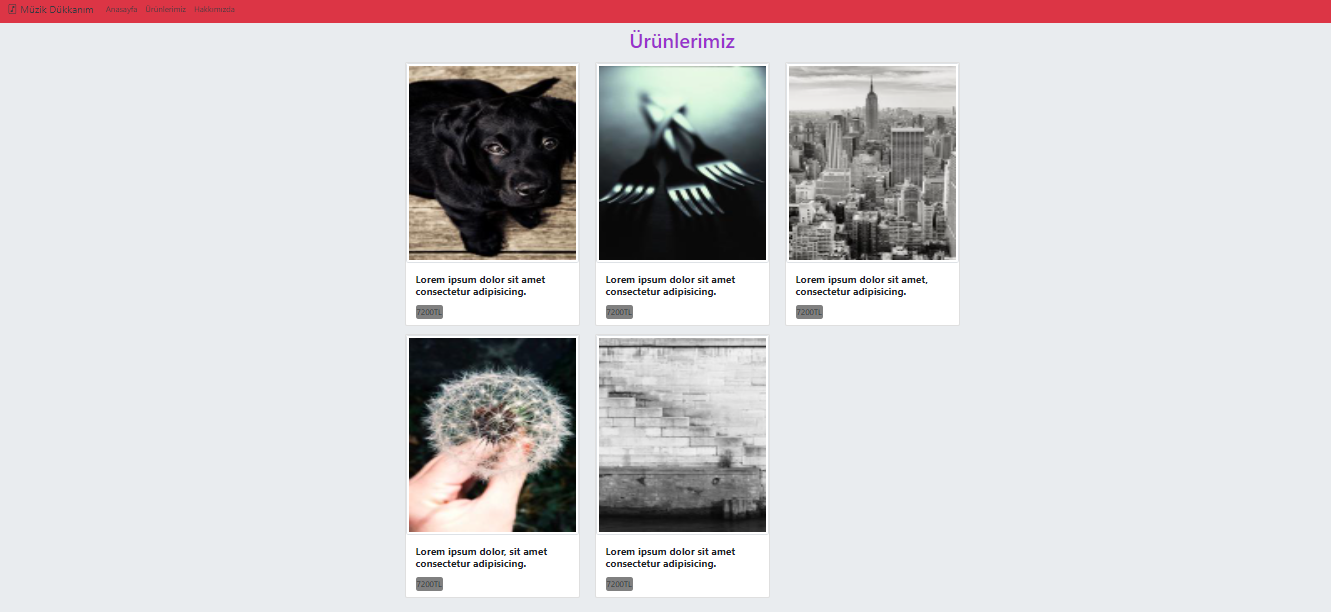 Müzik Dükkanım Anasayfa Ürünlerimiz Hakkımızda
Ürünlerimiz
Lorem ipsum dolor sit amet
consectetur adipisicing.
7200TL
Lorem ipsum dolor sit amet
consectetur adipisicing.
7200TL
Lorem ipsum dolor sit amet,
consectetur adipisicing.
7200TL
Lorem ipsum dolor, sit amet
consectetur adipisicing.
7200TL
Lorem ipsum dolor sit amet
consectetur adipisicing.
7200TL